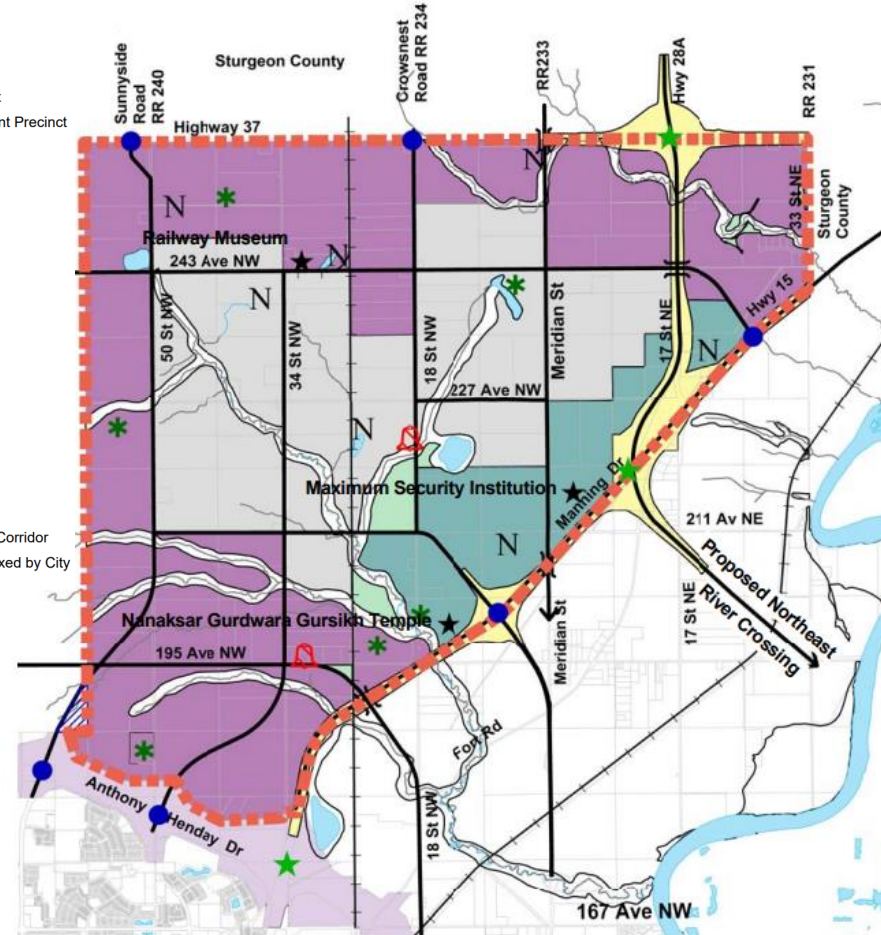 Sturgeon County
Sunnyside
Road
RR 240
Crowsnest
Road RR 234
RR233
Hwy 28A
RR 231
t
nt Precinct
Highway 37
N
N
33 St NE
Sturgeon
County
Railway Museum
N
243 Ave NW
N
Hwy 15
50 St NW
34 St NW
18 St NW
Meridian St
17 St NE
N
227 Ave NW
N
Maximum Security Institution
Manning Dr
211 Av NE
Corridor
xed by City
N
Proposed Northeast
River Crossing
17 St NE
Nanaksar Gurdwara Gursikh Temple
Meridian St
195 Ave NW
Fort Rd
Anthony Henday Dr
18 St NW
167 Ave NW